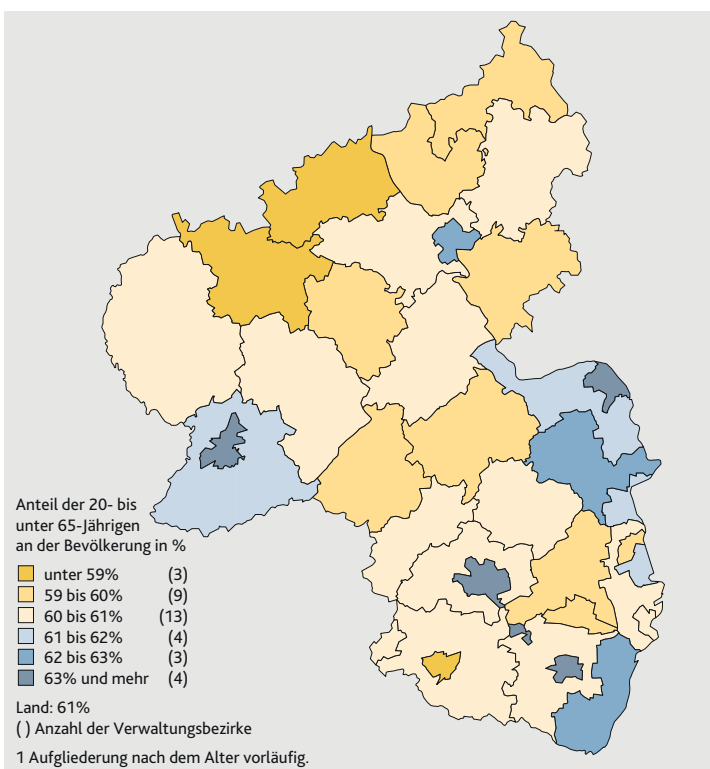 Anteil der 20- bis
unter 65-Jährigen
an der Bevölkerung in %
unter 59% (3)
59 bis 60% (9)
60 bis 61% (13)
61 bis 62% (4)
62 bis 63% (3)
63% und mehr (4)
Land: 61%
( ) Anzahl der Verwaltungsbezirke
1 Aufgliederung nach dem Alter vorläufig.